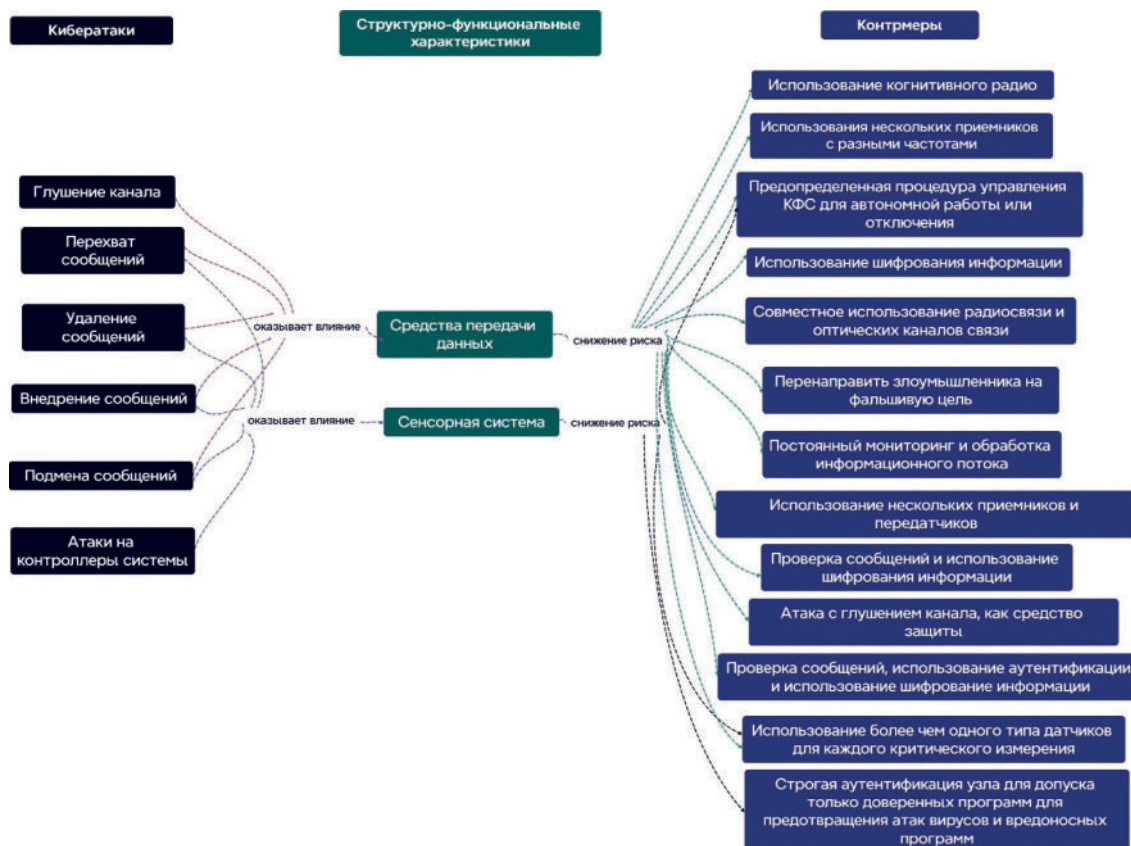 Кибератаки
Структурно-функциональные
характеристики
Контрмеры
Глушение канала
Перехват
сообщений
Удаление
сообщений
Внедрение сообщений
Подмена сообщений
Атаки на
контроллеры системы
оказывает влияние
Средства передачи
данных
снижение риска
оказывает влияние
Сенсорная система
снижение риска
Использование когнитивного радио
Использования нескольких приемников
с разными частотами
Предопределенная процедура управления
КФС для автономной работы или
отключения
Использование шифрования информации
Совместное использование радиосвязи и
оптических каналов связи
Перенаправить злоумышленника на
фальшивую цель
Постоянный мониторинг и обработка
информационного потока
Использование нескольких приемников и
передатчиков
Проверка сообщений и использование
шифрования информации
Атака с глушением канала, как средство
защиты
Проверка сообщений, использование аутентификации
и использование шифрование информации
Использование более чем одного типа датчиков
для каждого критического измерения
Строгая аутентификация узла для допуска
только доверенных программ для
предотвращения атак вирусов и вредоносных
программ